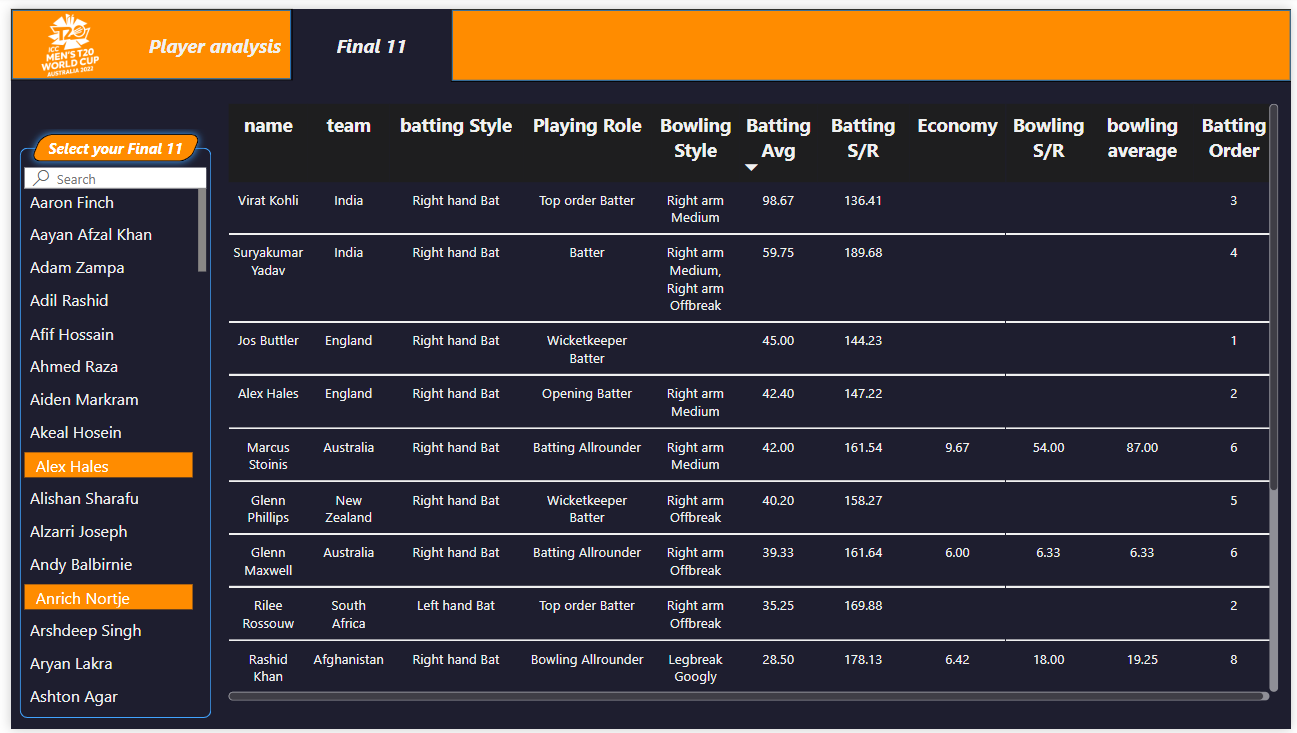 ICC
MEN'S T20
WORLD CUP
AUSTRALIA 2022
Player analysis
Final 11
Select your Final 11
Search
Aaron Finch
Aayan Afzal Khan
Adam Zampa
Adil Rashid
Afif Hossain
Ahmed Raza
Aiden Markram
Akeal Hosein
Alex Hales
Alishan Sharafu
Alzarri Joseph
Andy Balbirnie
Anrich Nortje
Arshdeep Singh
Aryan Lakra
Ashton Agar
name team batting Style Playing Role Bowling Style Batting Avg Batting S/R Economy Bowling S/R bowling average Batting Order
Virat Kohli India Right hand Bat Top order Batter Right arm Medium 98.67 136.41 3
Suryakumar Yadav India Right hand Bat Batter Right arm Medium, Right arm Offbreak 59.75 189.68 4
Jos Buttler England Right hand Bat Wicketkeeper Batter 45.00 144.23 1
Alex Hales England Right hand Bat Opening Batter Right arm Medium 42.40 147.22 2
Marcus Stoinis Australia Right hand Bat Batting Allrounder Right arm Medium 42.00 161.54 9.67 54.00 87.00 6
Glenn Phillips New Zealand Right hand Bat Wicketkeeper Batter Right arm Offbreak 40.20 158.27 5
Glenn Maxwell Australia Right hand Bat Batting Allrounder Right arm Offbreak 39.33 161.64 6.00 6.33 6.33 6
Rilee Rossouw South Africa Left hand Bat Top order Batter Right arm Offbreak 35.25 169.88 2
Rashid Khan Afghanistan Right hand Bat Bowling Allrounder Legbreak Googly 28.50 178.13 6.42 18.00 19.25 8